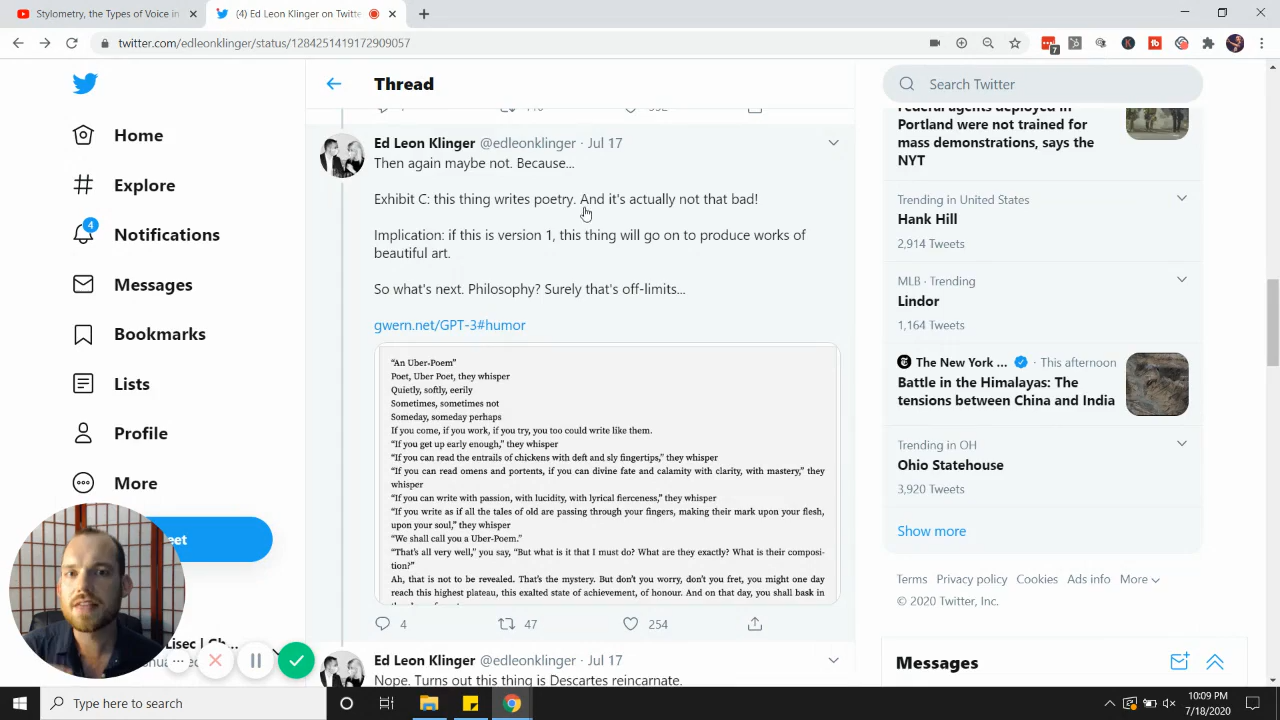 Stylometry, the Types of Voice in
(4) Ed Leon Klinger on Twitte
twitter.com/edleonklinger/status/1284251419172909057
7
Thread
Search Twitter
Home
Explore
4
Notifications
Messages
Bookmarks
Lists
Profile
More
eet
Lisec | Ch...
Ed Leon Klinger @edleonklinger · Jul 17
Then again maybe not. Because...
Exhibit C: this thing writes poetry. And it's actually not that bad!
Implication: if this is version 1, this thing will go on to produce works of
beautiful art.
So what's next. Philosophy? Surely that's off-limits...
gwern.net/GPT-3#humor
“An Uber-Poem”
Poet, Uber Poet, they whisper
Quietly, softly, eerily
Sometimes, sometimes not
Someday, someday perhaps
If you come, if you work, if you try, you too could write like them.
“If you get up early enough,” they whisper
“If you can read the entrails of chickens with deft and sly fingertips,” they whisper
“If you can read omens and portents, if you can divine fate and calamity with clarity, with mastery,” they
whisper
“If you can write with passion, with lucidity, with lyrical fierceness,” they whisper
“If you write as if all the tales of old are passing through your fingers, making their mark upon your flesh,
upon your soul,” they whisper
“We shall call you a Uber-Poem.”
“That’s all very well,” you say, “But what is it that I must do? What are they exactly? What is their composi-
tion?”
Ah, that is not to be revealed. That’s the mystery. But don’t you worry, don’t you fret, you might one day
reach this highest plateau, this exalted state of achievement, of honour. And on that day, you shall bask in
4
47
254
Ed Leon Klinger @edleonklinger · Jul 17
Nope. Turns out this thing is Descartes reincarnate.
Federal agents deployed in
Portland were not trained for
mass demonstrations, says the
NYT
Trending in United States
Hank Hill
2,914 Tweets
MLB · Trending
Lindor
1,164 Tweets
The New York ... · This afternoon
Battle in the Himalayas: The
tensions between China and India
Trending in OH
Ohio Statehouse
3,920 Tweets
Show more
Terms Privacy policy Cookies Ads info More
© 2020 Twitter, Inc.
Messages
Type here to search
10:09 PM
7/18/2020